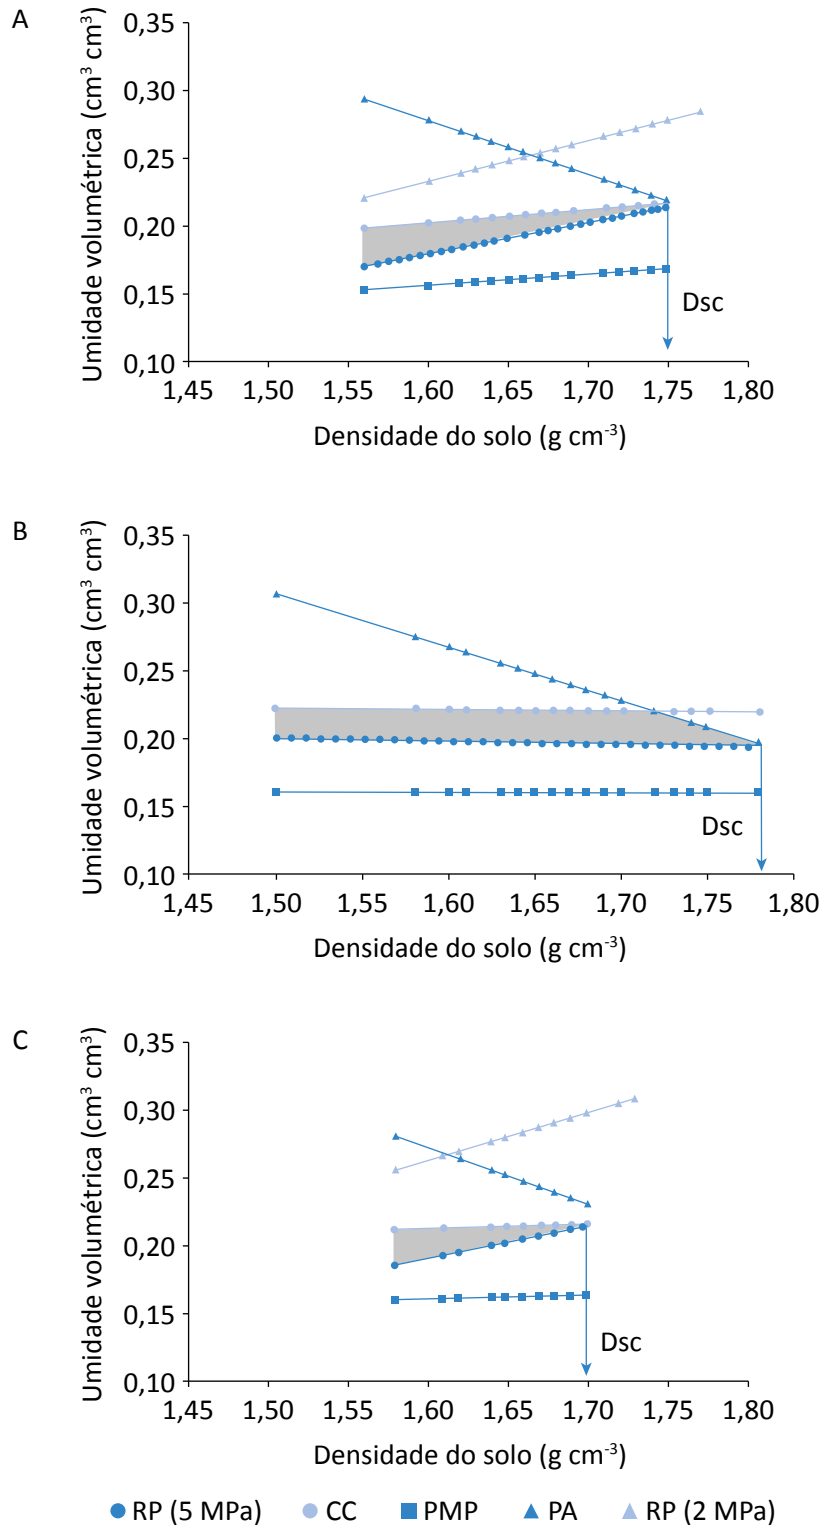 A
Umidade volumétrica (cm³ cm³)
0,35
0,30
0,25
0,20
0,15
0,10
Dsc
1,45 1,50 1,55 1,60 1,65 1,70 1,75 1,80
Densidade do solo (g cm⁻³)
B
Umidade volumétrica (cm³ cm³)
0,35
0,30
0,25
0,20
0,15
0,10
Dsc
1,45 1,50 1,55 1,60 1,65 1,70 1,75 1,80
Densidade do solo (g cm⁻³)
C
Umidade volumétrica (cm³ cm³)
0,35
0,30
0,25
0,20
0,15
0,10
Dsc
1,45 1,50 1,55 1,60 1,65 1,70 1,75 1,80
Densidade do solo (g cm⁻³)
RP (5 MPa) CC PMP PA RP (2 MPa)